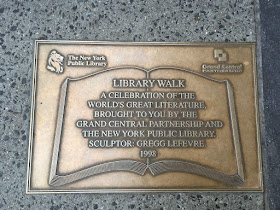 The New York
Public Library
Grand Central
PARTNERSHIP
LIBRARY WALK
A CELEBRATION OF THE
WORLD'S GREAT LITERATURE,
BROUGHT TO YOU BY THE
GRAND CENTRAL PARTNERSHIP AND
THE NEW YORK PUBLIC LIBRARY.
SCULPTOR: GREGG LEFEVRE.
1998